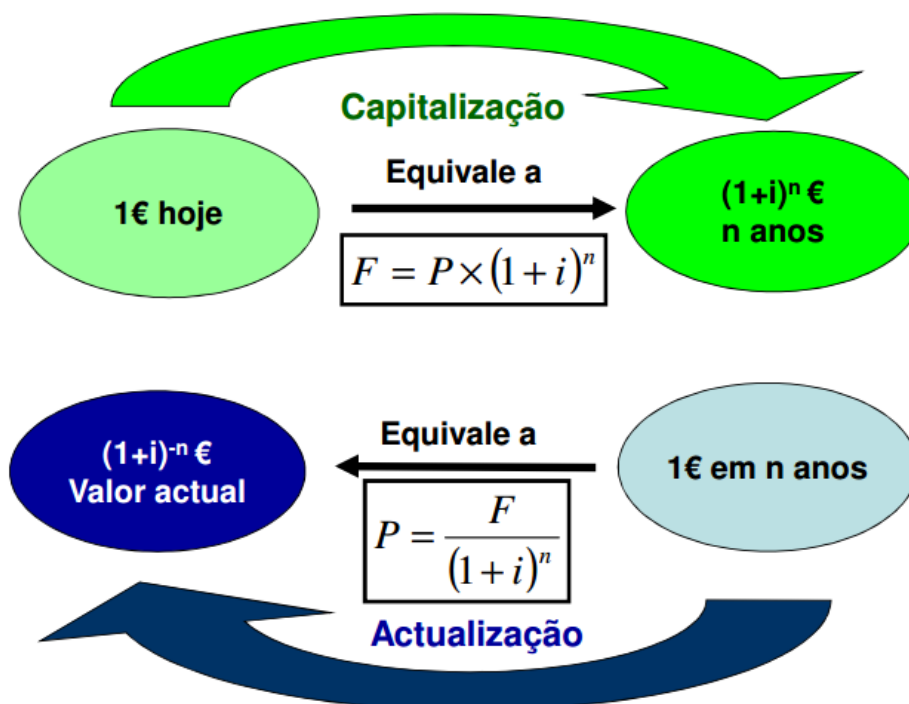 Capitalização
Equivale a
1€ hoje
(1+i)ⁿ €
n anos
F = P × (1 + i)ⁿ
(1+i)⁻ⁿ €
Valor actual
Equivale a
1€ em n anos
P = F / (1 + i)ⁿ
Actualização